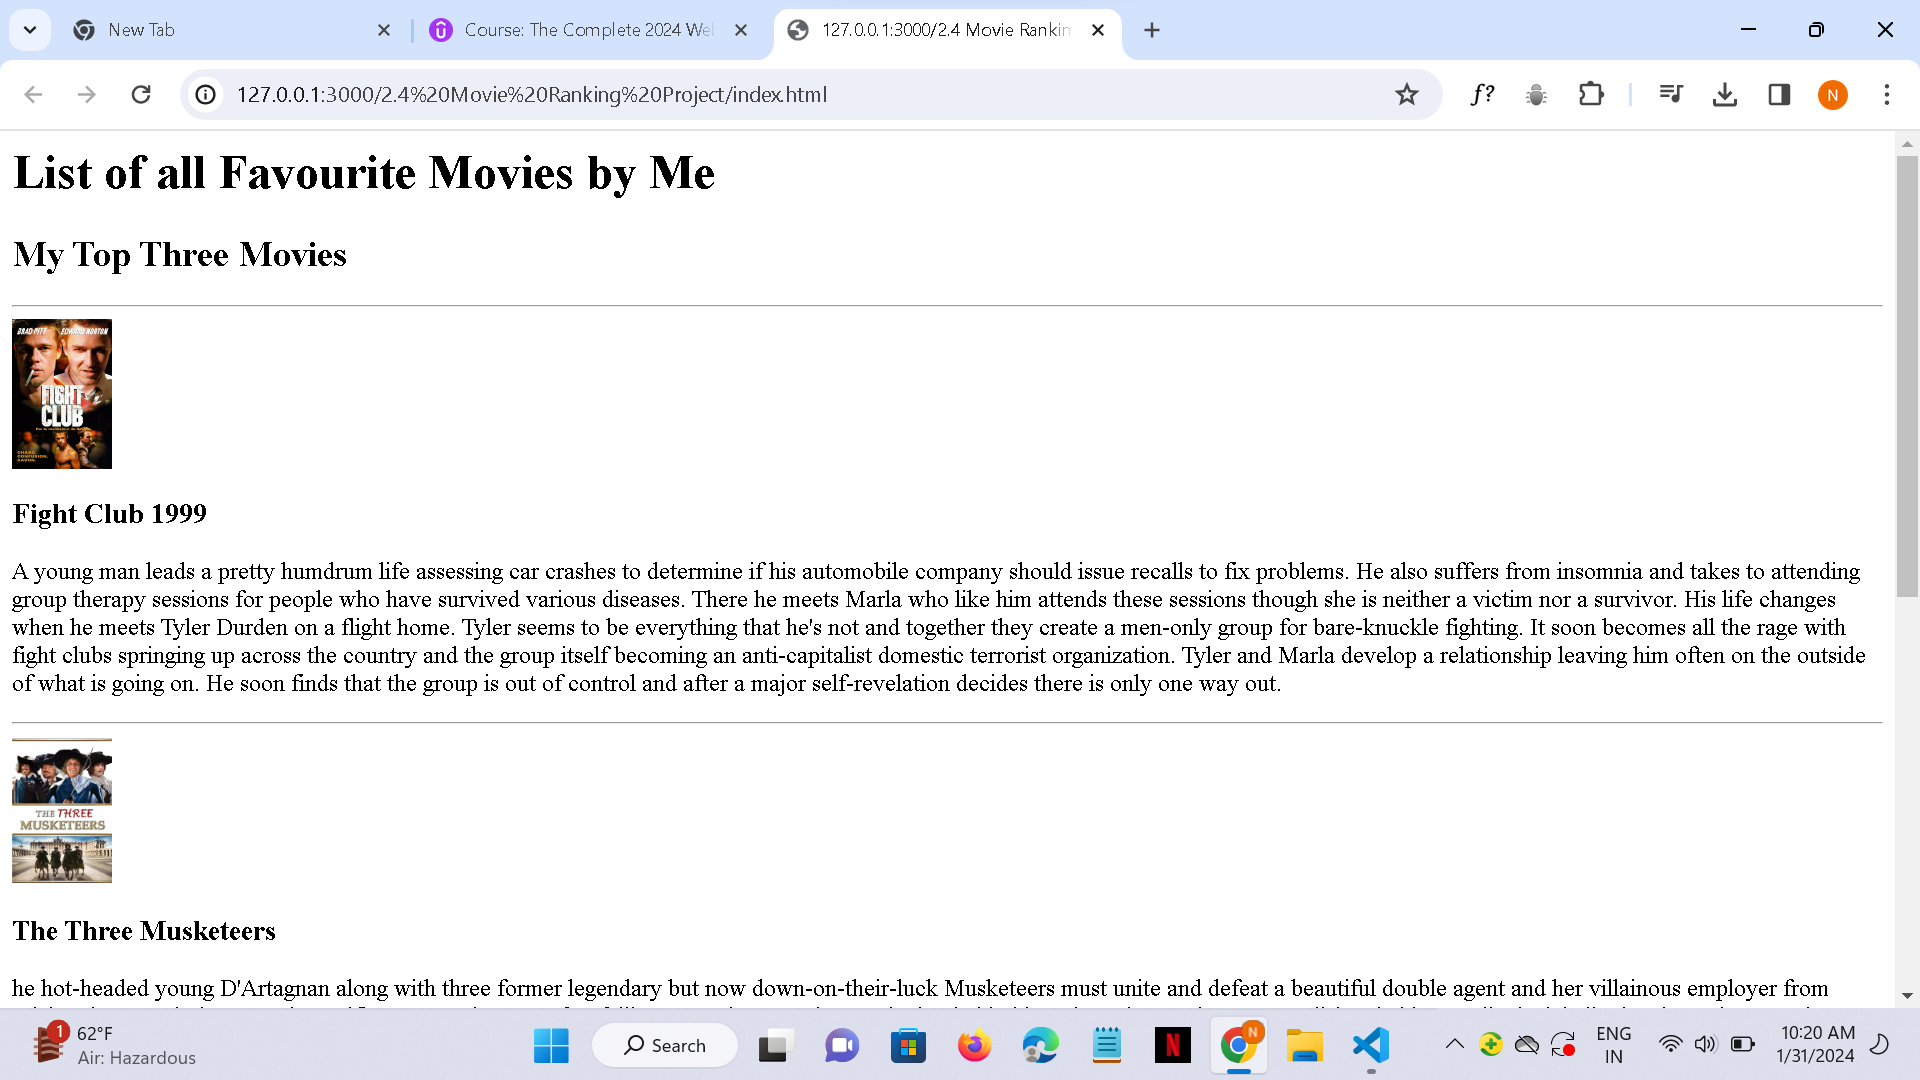 New Tab
Course: The Complete 2024 We
127.0.0.1:3000/2.4 Movie Rankin
127.0.0.1:3000/2.4%20Movie%20Ranking%20Project/index.html
f?
N
List of all Favourite Movies by Me
My Top Three Movies
BRAD PITT EDWARD NORTON
FIGHT
CLUB
CHAOS.
CONFUSION.
Fight Club 1999
A young man leads a pretty humdrum life assessing car crashes to determine if his automobile company should issue recalls to fix problems. He also suffers from insomnia and takes to attending
group therapy sessions for people who have survived various diseases. There he meets Marla who like him attends these sessions though she is neither a victim nor a survivor. His life changes
when he meets Tyler Durden on a flight home. Tyler seems to be everything that he's not and together they create a men-only group for bare-knuckle fighting. It soon becomes all the rage with
fight clubs springing up across the country and the group itself becoming an anti-capitalist domestic terrorist organization. Tyler and Marla develop a relationship leaving him often on the outside
of what is going on. He soon finds that the group is out of control and after a major self-revelation decides there is only one way out.
THE THREE
MUSKETEERS
The Three Musketeers
he hot-headed young D'Artagnan along with three former legendary but now down-on-their-luck Musketeers must unite and defeat a beautiful double agent and her villainous employer from
1
62°F
Air: Hazardous
Search
N
N
ENG
IN
10:20 AM
1/31/2024